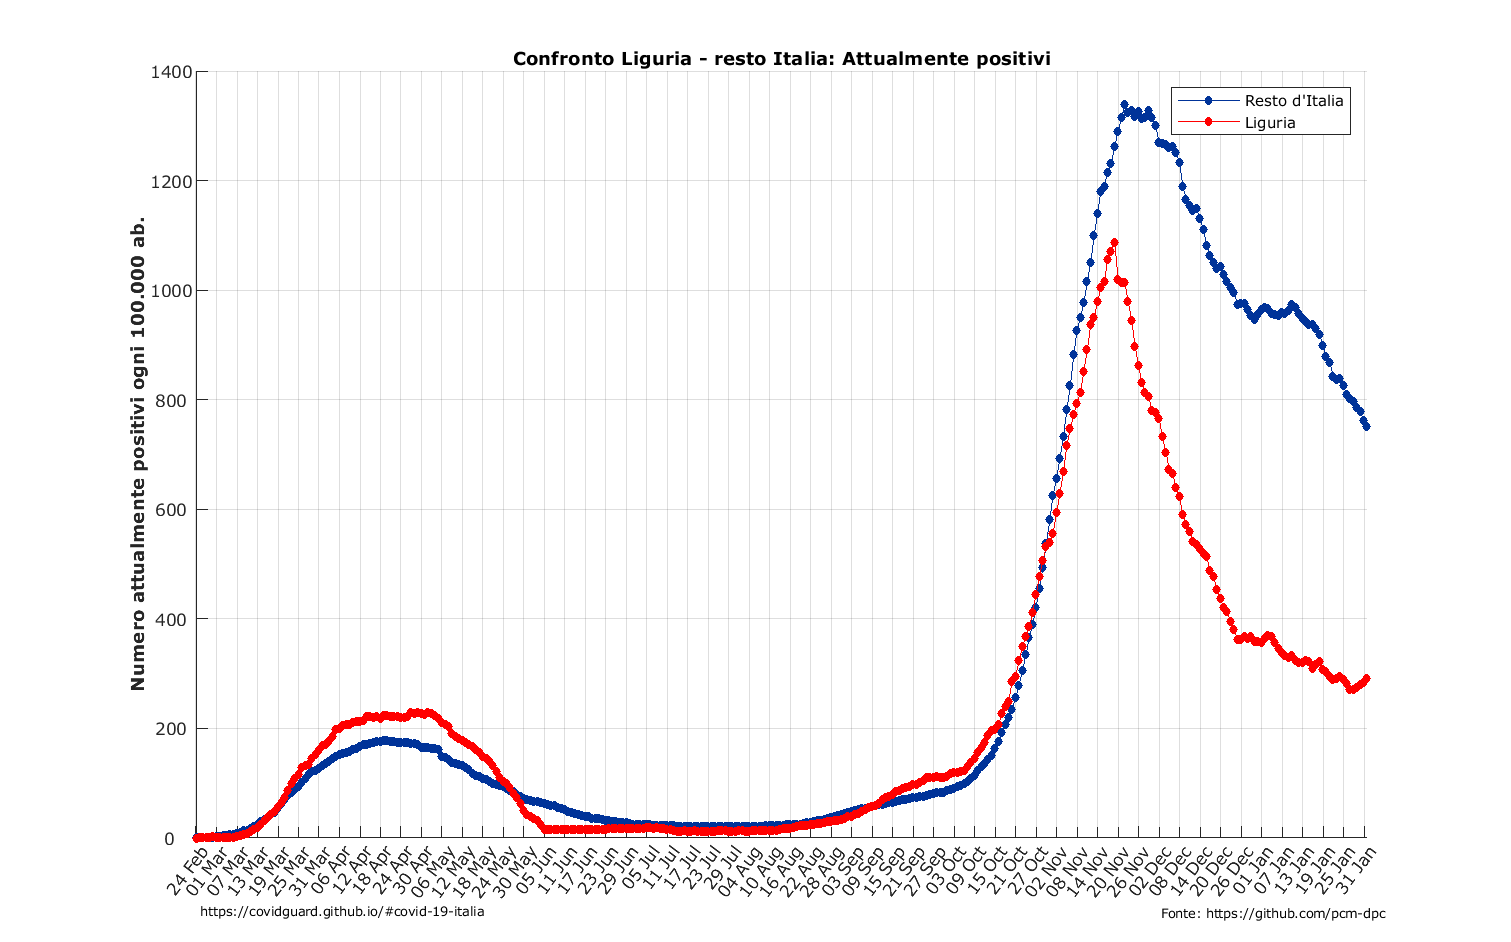 Confronto Liguria - resto Italia: Attualmente positivi
Numero attualmente positivi ogni 100.000 ab.
1400
1200
1000
800
600
400
200
0
Resto d'Italia
Liguria
24 Feb
01 Mar
07 Mar
13 Mar
19 Mar
25 Mar
31 Mar
06 Apr
12 Apr
18 Apr
24 Apr
30 Apr
06 May
12 May
18 May
24 May
30 May
05 Jun
11 Jun
17 Jun
23 Jun
29 Jun
05 Jul
11 Jul
17 Jul
23 Jul
29 Jul
04 Aug
10 Aug
16 Aug
22 Aug
28 Aug
03 Sep
09 Sep
15 Sep
21 Sep
27 Sep
03 Oct
09 Oct
15 Oct
21 Oct
27 Oct
02 Nov
08 Nov
14 Nov
20 Nov
26 Nov
02 Dec
08 Dec
14 Dec
20 Dec
26 Dec
01 Jan
07 Jan
13 Jan
19 Jan
25 Jan
31 Jan
https://covidguard.github.io/#covid-19-italia
Fonte: https://github.com/pcm-dpc